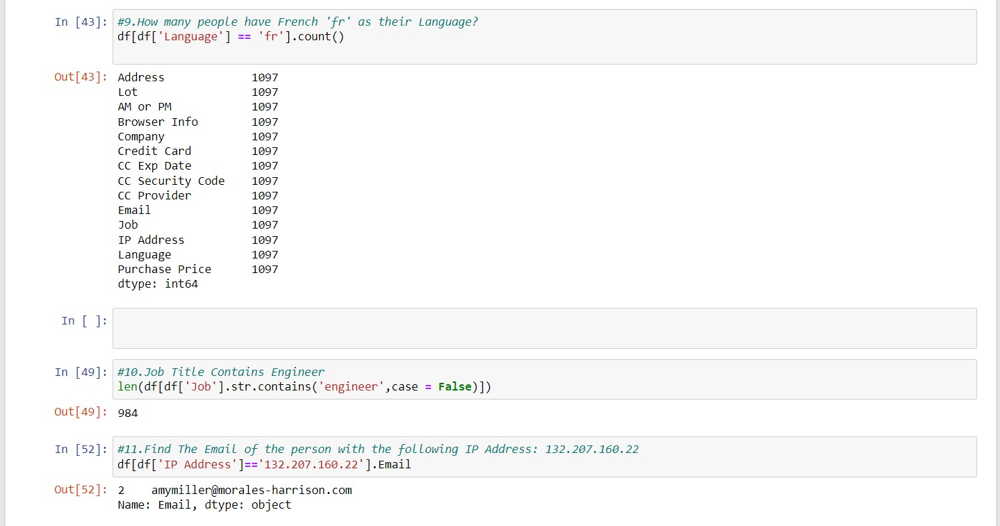 In [43]: #9.How many people have French 'fr' as their Language?
df[df['Language'] == 'fr'].count()
Out[43]: Address 1097
Lot 1097
AM or PM 1097
Browser Info 1097
Company 1097
Credit Card 1097
CC Exp Date 1097
CC Security Code 1097
CC Provider 1097
Email 1097
Job 1097
IP Address 1097
Language 1097
Purchase Price 1097
dtype: int64
In [ ]:
In [49]: #10.Job Title Contains Engineer
len(df[df['Job'].str.contains('engineer',case = False)])
Out[49]: 984
In [52]: #11.Find The Email of the person with the following IP Address: 132.207.160.22
df[df['IP Address']=='132.207.160.22'].Email
Out[52]: 2 amymiller@morales-harrison.com
Name: Email, dtype: object